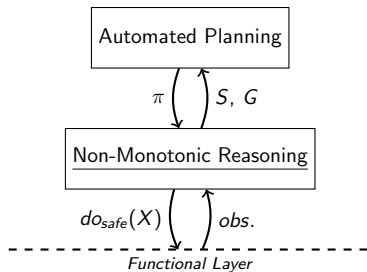 Automated Planning
π S, G
Non-Monotonic Reasoning
do_safe(X) obs.
Functional Layer